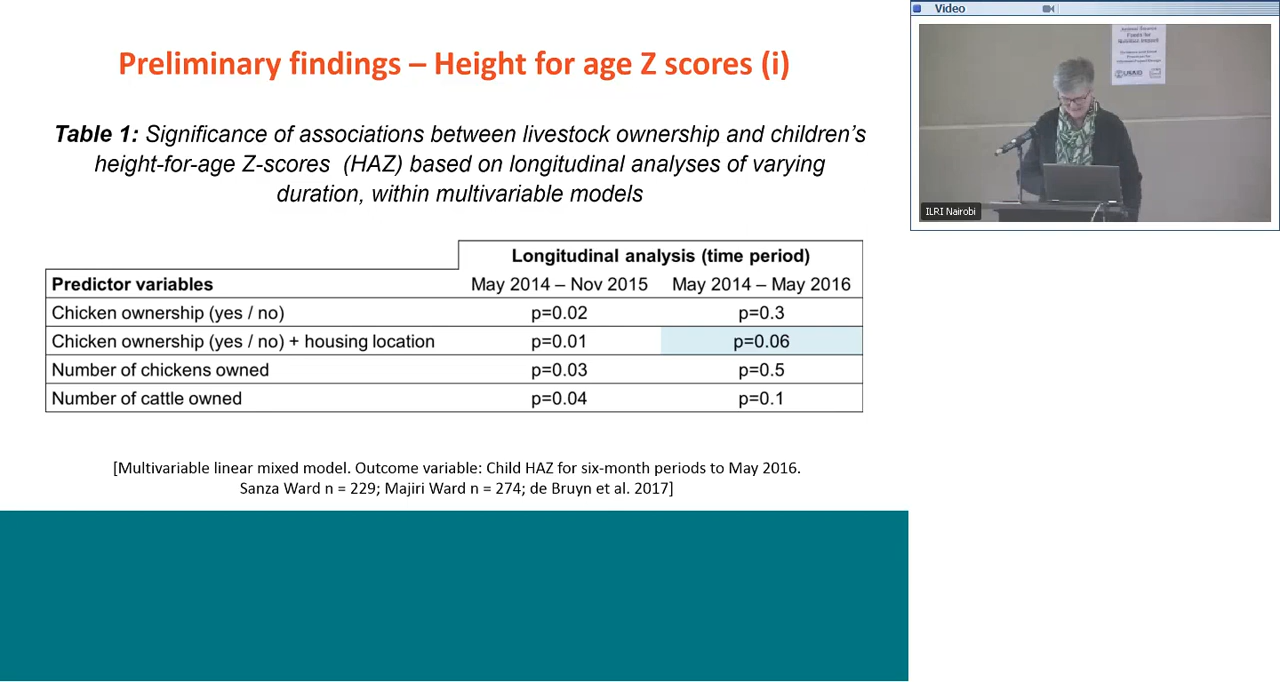 Preliminary findings – Height for age Z scores (i)
Table 1: Significance of associations between livestock ownership and children's
height-for-age Z-scores (HAZ) based on longitudinal analyses of varying
duration, within multivariable models
Longitudinal analysis (time period)
Predictor variables May 2014 – Nov 2015 May 2014 – May 2016
Chicken ownership (yes / no) p=0.02 p=0.3
Chicken ownership (yes / no) + housing location p=0.01 p=0.06
Number of chickens owned p=0.03 p=0.5
Number of cattle owned p=0.04 p=0.1
[Multivariable linear mixed model. Outcome variable: Child HAZ for six-month periods to May 2016.
Sanza Ward n = 229; Majiri Ward n = 274; de Bruyn et al. 2017]
Video
USAID
ILRI Nairobi